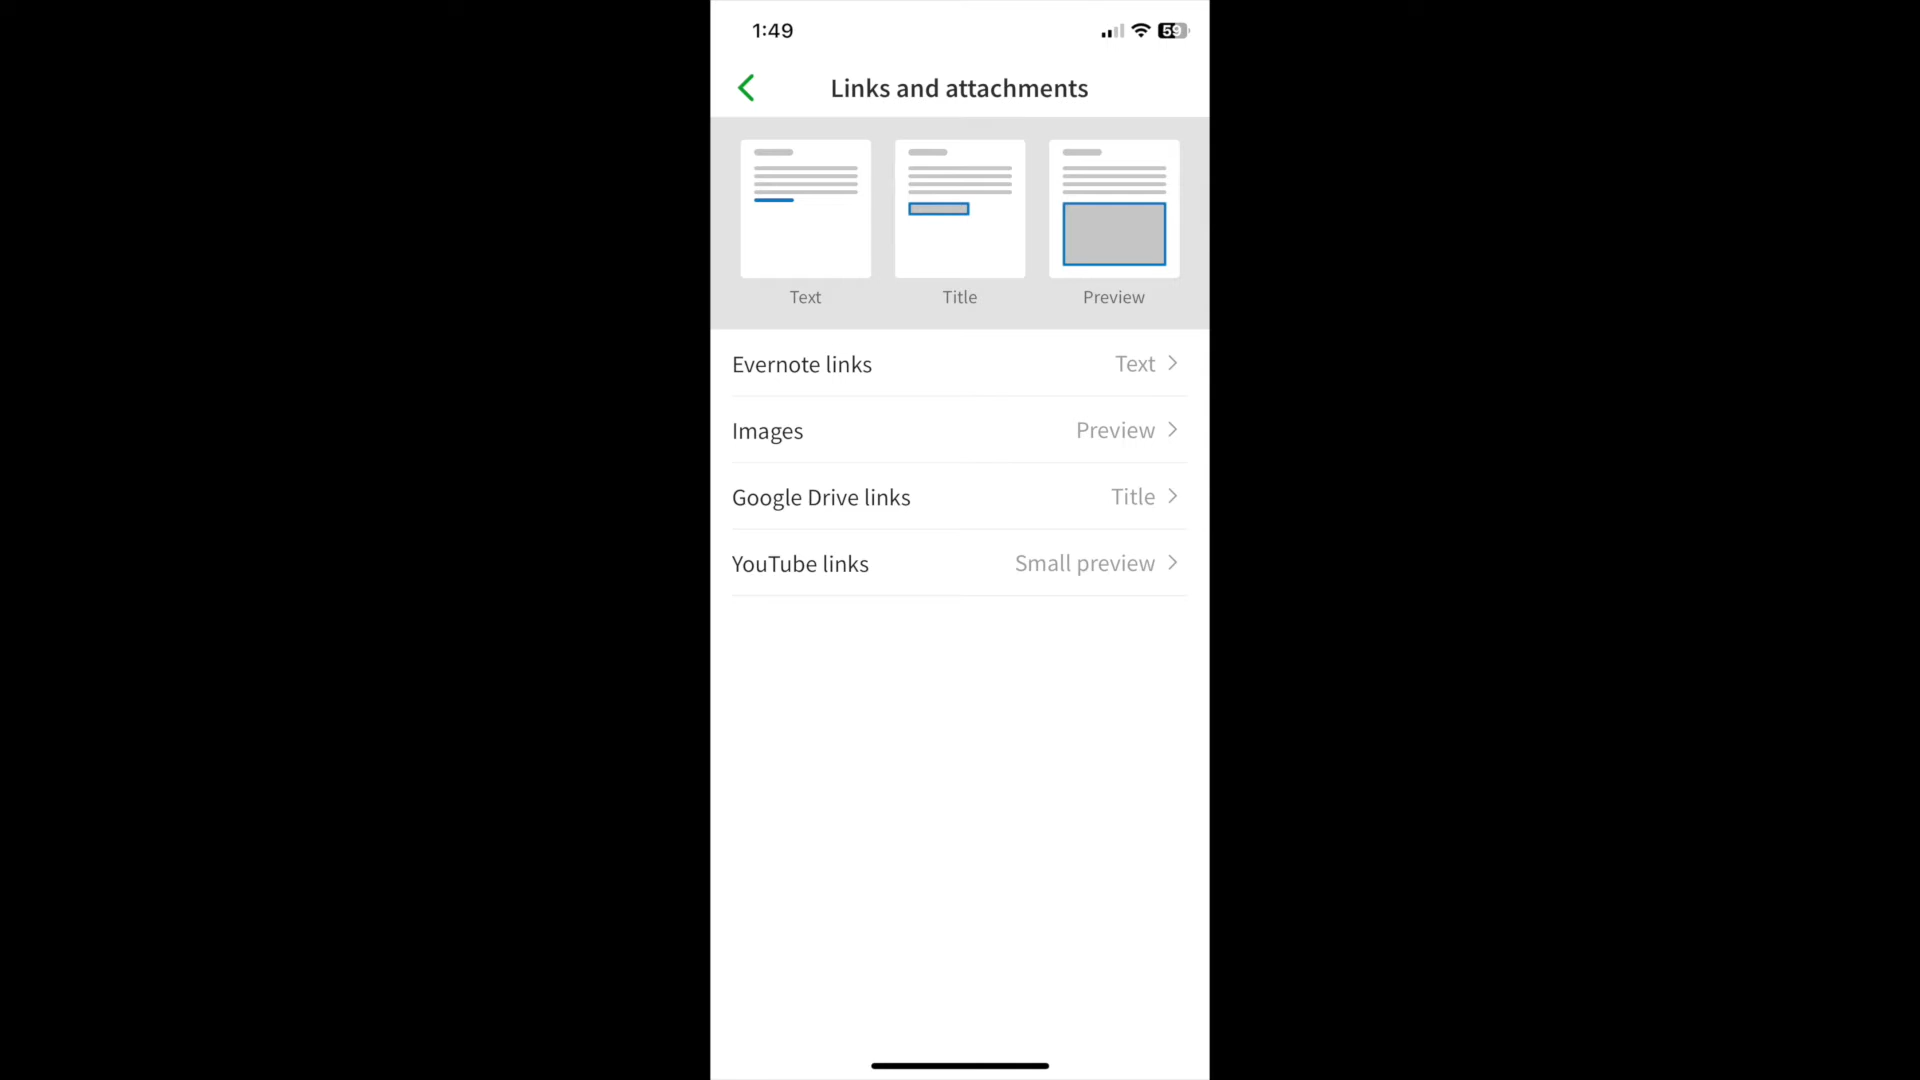 1:49
59
Links and attachments
Text Title Preview
Evernote links Text
Images Preview
Google Drive links Title
YouTube links Small preview